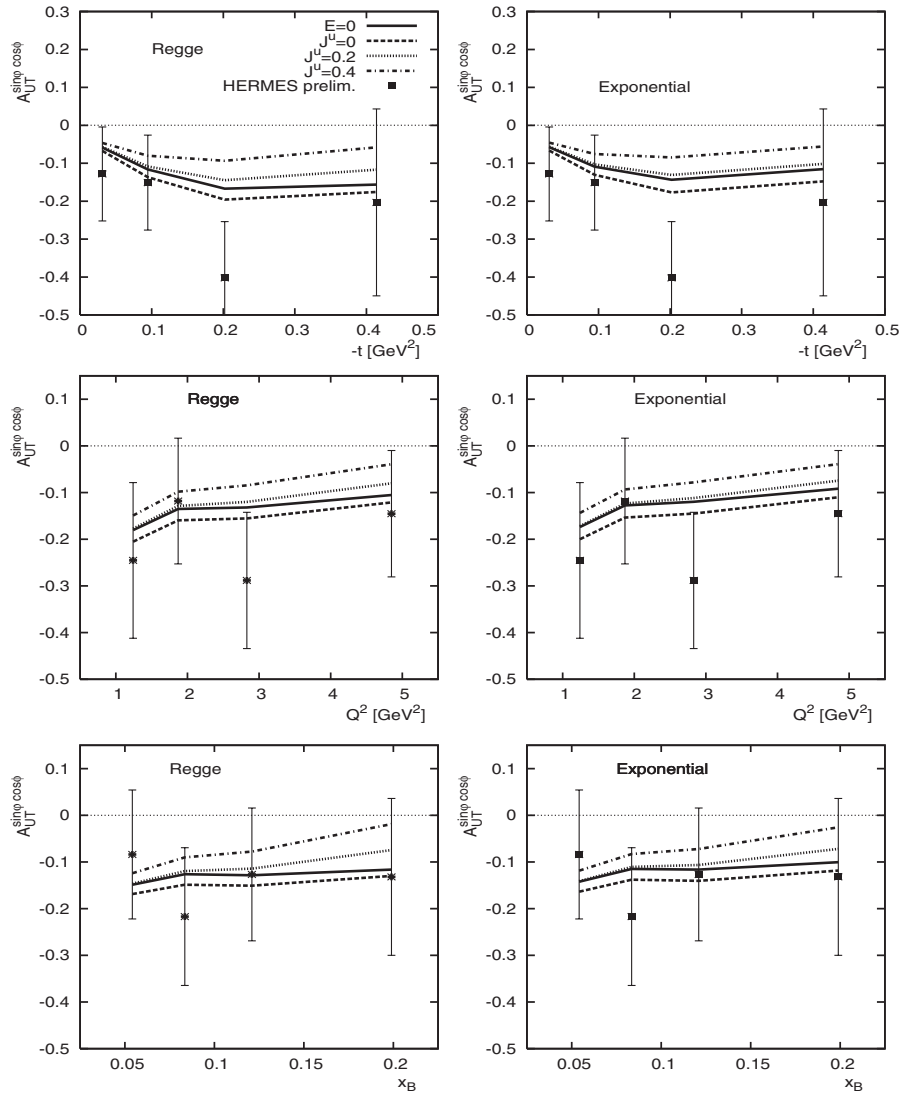 0.3
0.2
0.1
0
-0.1
-0.2
-0.3
-0.4
-0.5
A_UT^sinφ cosϕ
Regge
E=0
J^u=0
J^u=0.2
J^u=0.4
HERMES prelim.
0 0.1 0.2 0.3 0.4 0.5
-t [GeV^2]
0.3
0.2
0.1
0
-0.1
-0.2
-0.3
-0.4
-0.5
A_UT^sinφ cosϕ
Exponential
0 0.1 0.2 0.3 0.4 0.5
-t [GeV^2]
0.1
0
-0.1
-0.2
-0.3
-0.4
-0.5
A_UT^sinφ cosϕ
Regge
1 2 3 4 5
Q^2 [GeV^2]
0.1
0
-0.1
-0.2
-0.3
-0.4
-0.5
A_UT^sinφ cosϕ
Exponential
1 2 3 4 5
Q^2 [GeV^2]
0.1
0
-0.1
-0.2
-0.3
-0.4
-0.5
A_UT^sinφ cosϕ
Regge
0.05 0.1 0.15 0.2
x_B
0.1
0
-0.1
-0.2
-0.3
-0.4
-0.5
A_UT^sinφ cosϕ
Exponential
0.05 0.1 0.15 0.2
x_B